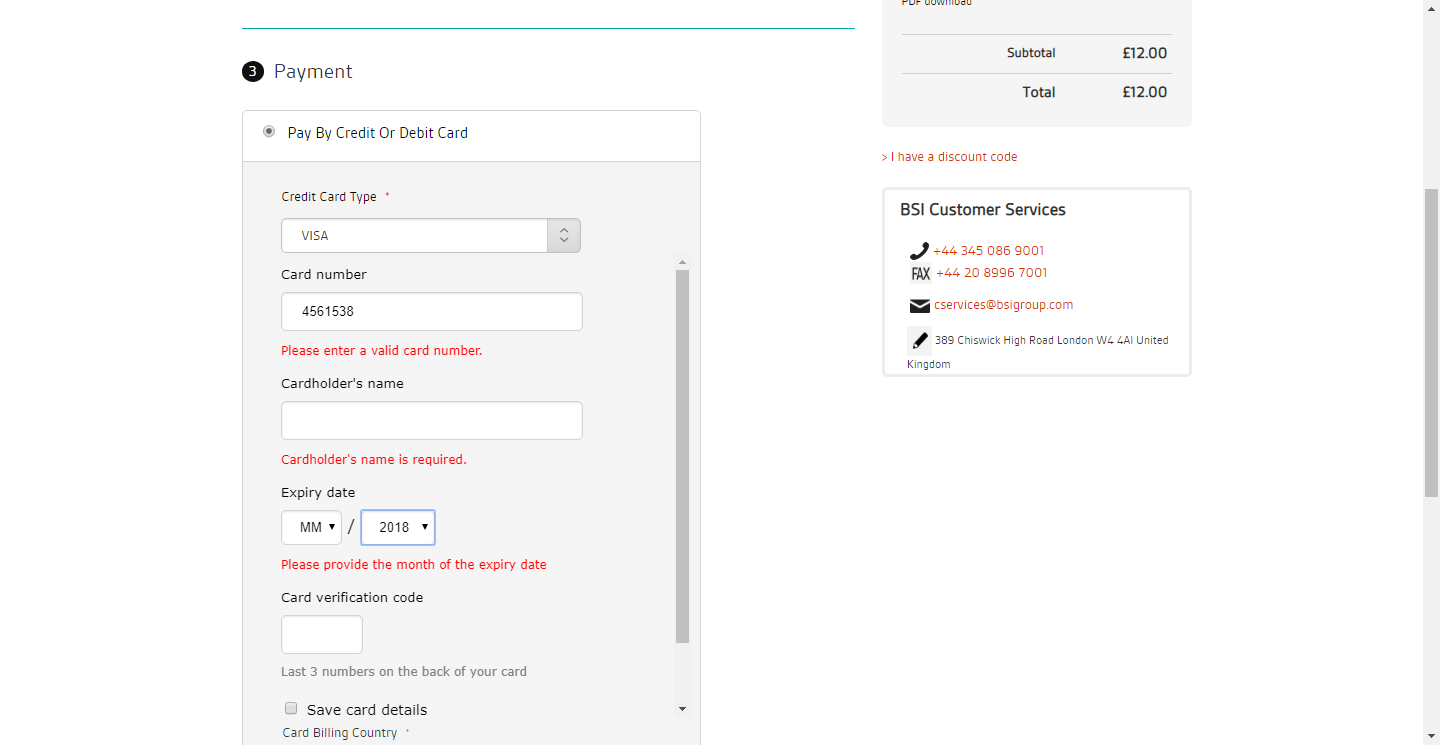 PDF download
Subtotal £12.00
Total £12.00
> I have a discount code
BSI Customer Services
+44 345 086 9001
FAX +44 20 8996 7001
cservices@bsigroup.com
389 Chiswick High Road London W4 4Al United
Kingdom
3 Payment
Pay By Credit Or Debit Card
Credit Card Type *
VISA
Card number
4561538
Please enter a valid card number.
Cardholder's name
Cardholder's name is required.
Expiry date
MM / 2018
Please provide the month of the expiry date
Card verification code
Last 3 numbers on the back of your card
Save card details
Card Billing Country *